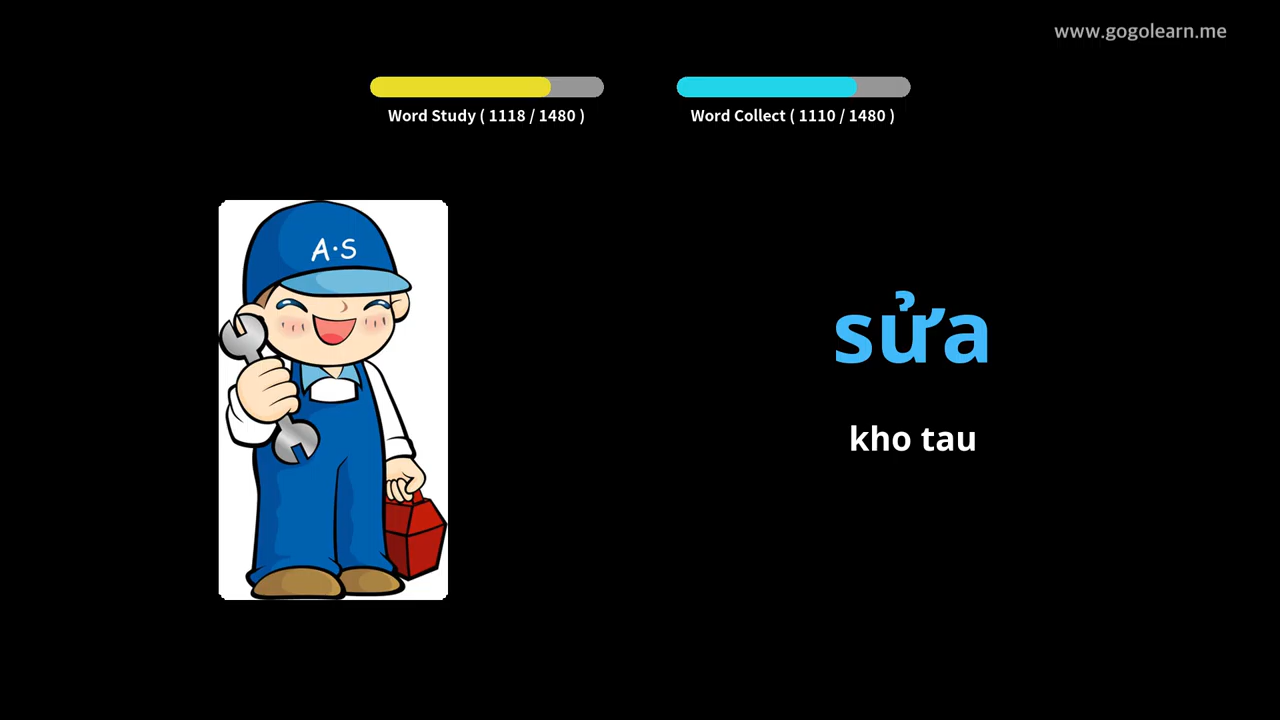 www.gogolearn.me
Word Study ( 1118 / 1480 )
Word Collect ( 1110 / 1480 )
A·S
sửa
kho tau